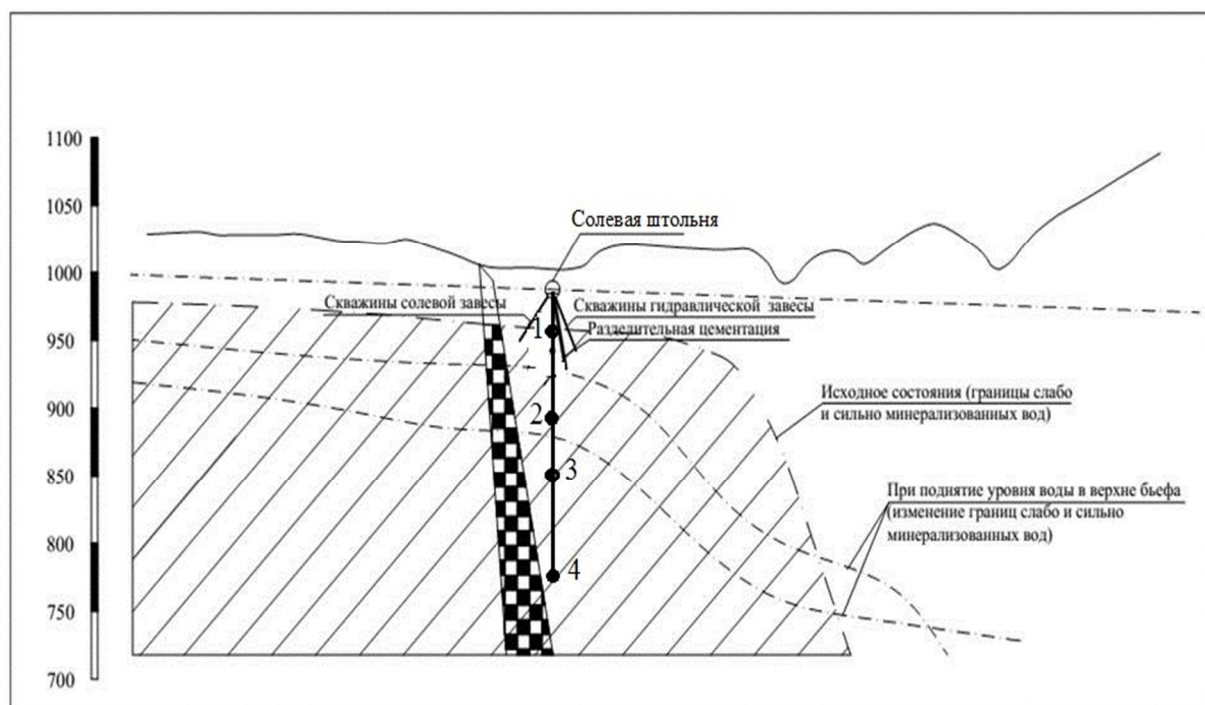 1100
1050
1000
950
900
850
800
750
700
Солевая штольня
Скважины солевой завесы
Скважины гидравлической завесы
Разделительная цементация
1
2
3
4
Исходное состояния (границы слабо
и сильно минерализованных вод)
При поднятие уровня воды в верхне бьефа
(изменение границ слабо и сильно
минерализованных вод)